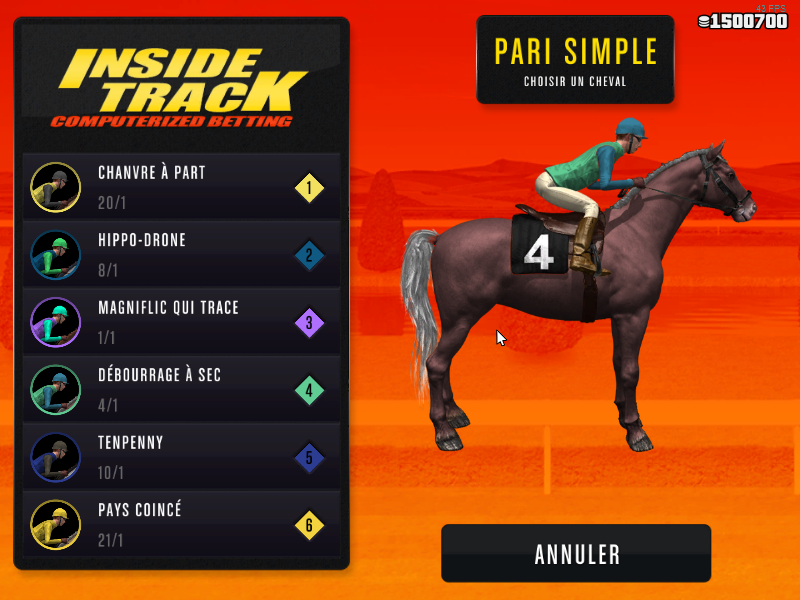 43 FPS
1500700
INSIDE
TRACK
COMPUTERIZED BETTING
PARI SIMPLE
CHOISIR UN CHEVAL
CHANVRE À PART
20/1
1
HIPPO-DRONE
8/1
2
MAGNIFLIC QUI TRACE
1/1
3
DÉBOURRAGE À SEC
4/1
4
TENPENNY
10/1
5
PAYS COINCÉ
21/1
6
4
ANNULER